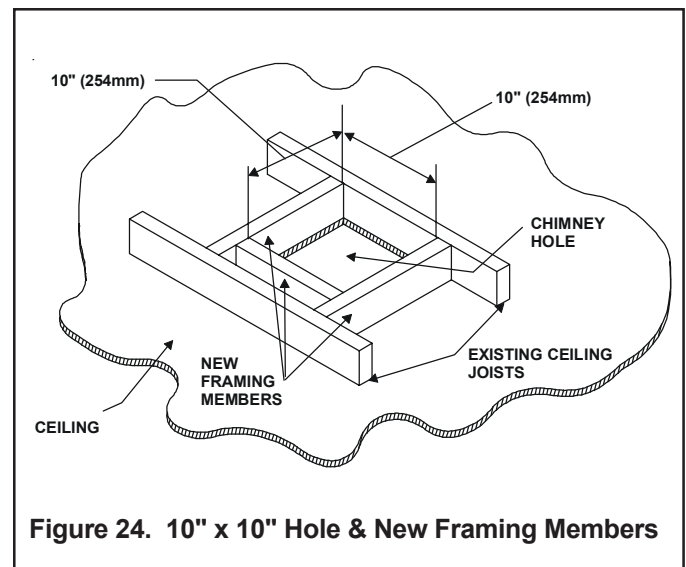 10" (254mm)
10" (254mm)
CHIMNEY
HOLE
EXISTING CEILING
JOISTS
NEW
FRAMING
MEMBERS
CEILING
Figure 24. 10" x 10" Hole & New Framing Members